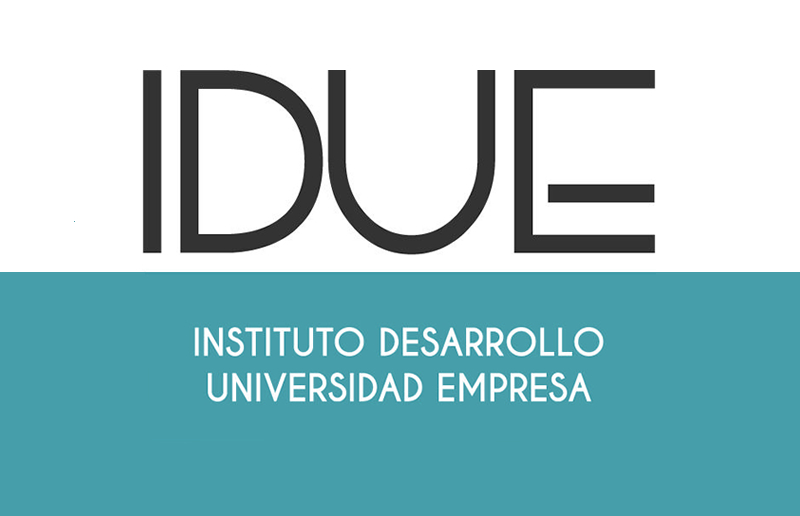 IDUE
INSTITUTO DESARROLLO
UNIVERSIDAD EMPRESA